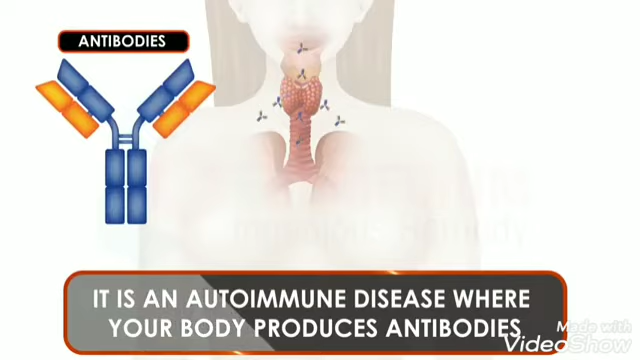 ANTIBODIES
IT IS AN AUTOIMMUNE DISEASE WHERE
YOUR BODY PRODUCES ANTIBODIES
Made with
VideoShow